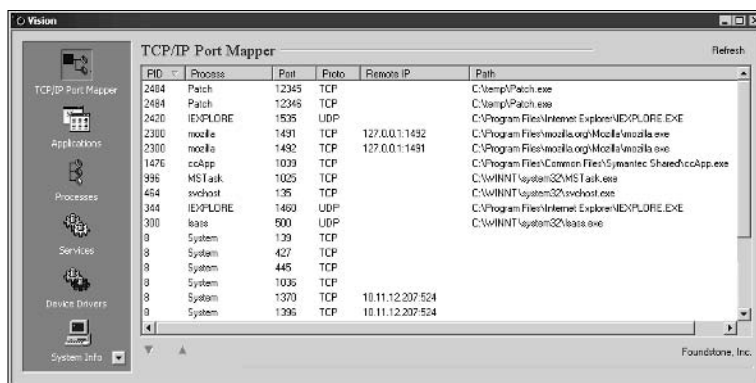 Vision
TCP/IP Port Mapper
Refresh
TCP/IP Port Mapper
Applications
Processes
Services
Device Drivers
System Info
PID Process Port Proto Remote IP Path
2484 Patch 12345 TCP C:\temp\Patch.exe
2484 Patch 12346 TCP C:\temp\Patch.exe
2420 IEXPLORE 1535 UDP C:\Program Files\Internet Explorer\IEXPLORE.EXE
2300 mozilla 1491 TCP 127.0.0.1:1492 C:\Program Files\mozilla.org\Mozilla\mozilla.exe
2300 mozilla 1492 TCP 127.0.0.1:1491 C:\Program Files\mozilla.org\Mozilla\mozilla.exe
1476 ccApp 1039 TCP C:\Program Files\Common Files\Symantec Shared\ccApp.exe
996 MSTask 1025 TCP C:\WINNT\system32\MSTask.exe
464 svchost 135 TCP C:\WINNT\system32\svchost.exe
344 IEXPLORE 1460 UDP C:\Program Files\Internet Explorer\IEXPLORE.EXE
300 lsass 500 UDP C:\WINNT\system32\lsass.exe
8 System 139 TCP
8 System 427 TCP
8 System 445 TCP
8 System 1036 TCP
8 System 1370 TCP 10.11.12.207:524
8 System 1396 TCP 10.11.12.207:524
Foundstone, Inc.